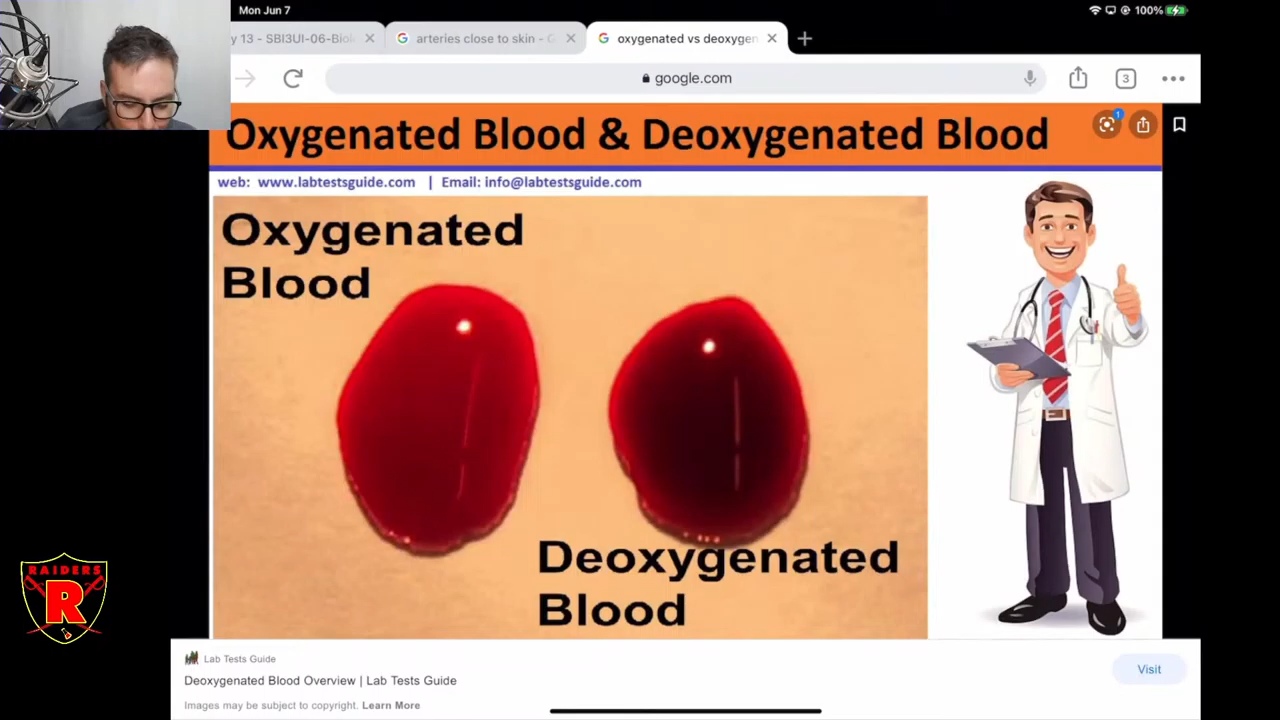 Mon Jun 7
100%
y 13 - SBI3UI-06-Biol
arteries close to skin - G
oxygenated vs deoxygen
google.com
3
Oxygenated Blood & Deoxygenated Blood
1
web: www.labtestsguide.com | Email: info@labtestsguide.com
Oxygenated
Blood
Deoxygenated
Blood
RAIDERS
R
Lab Tests Guide
Deoxygenated Blood Overview | Lab Tests Guide
Visit
Images may be subject to copyright. Learn More